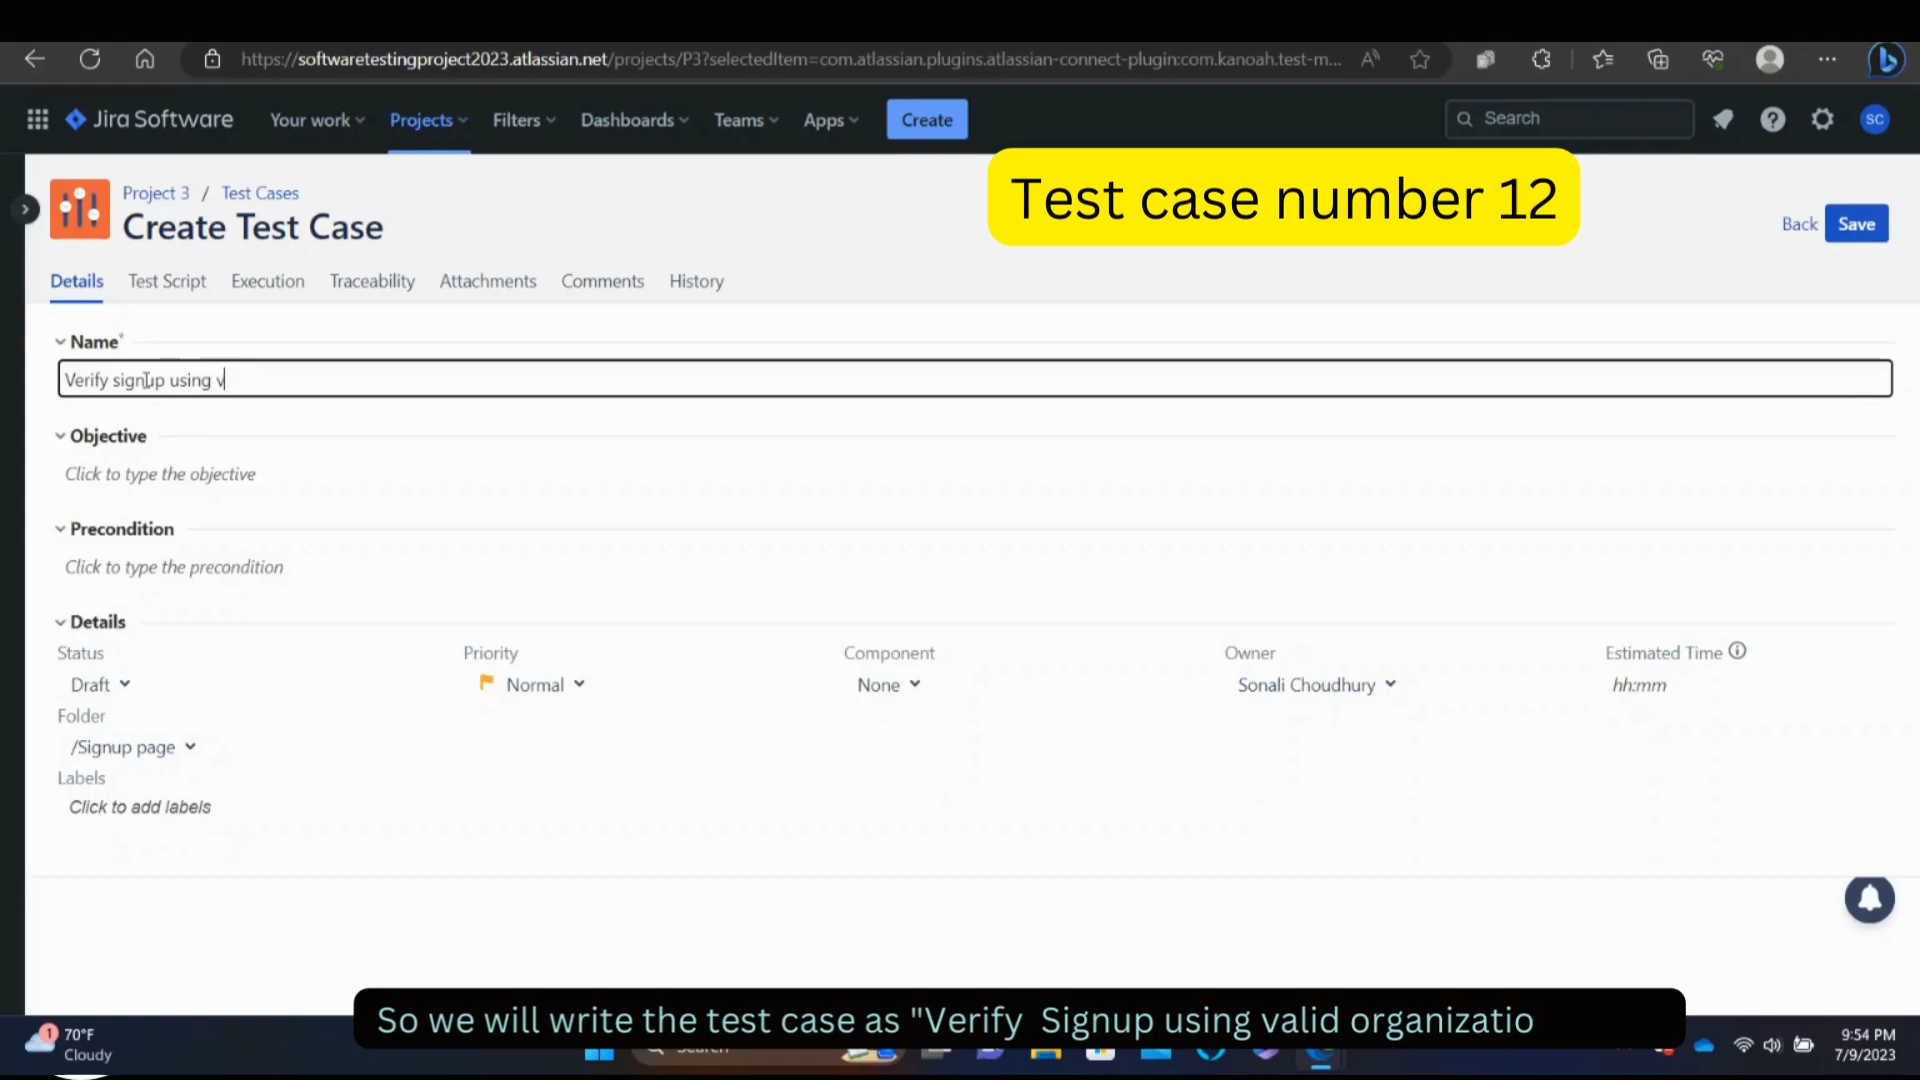 https://softwaretestingproject2023.atlassian.net/projects/P3?selectedItem=com.atlassian.plugins.atlassian-connect-plugin:com.kanoah.test-m...
Jira Software Your work Projects Filters Dashboards Teams Apps Create Search SC
Test case number 12
Project 3 / Test Cases
Create Test Case
Back Save
Details Test Script Execution Traceability Attachments Comments History
Name*
Verify signup using v
Objective
Click to type the objective
Precondition
Click to type the precondition
Details
Status Priority Component Owner Estimated Time
Draft Normal None Sonali Choudhury hh:mm
Folder
/Signup page
Labels
Click to add labels
So we will write the test case as "Verify Signup using valid organizatio
1 70°F
Cloudy
9:54 PM
7/9/2023